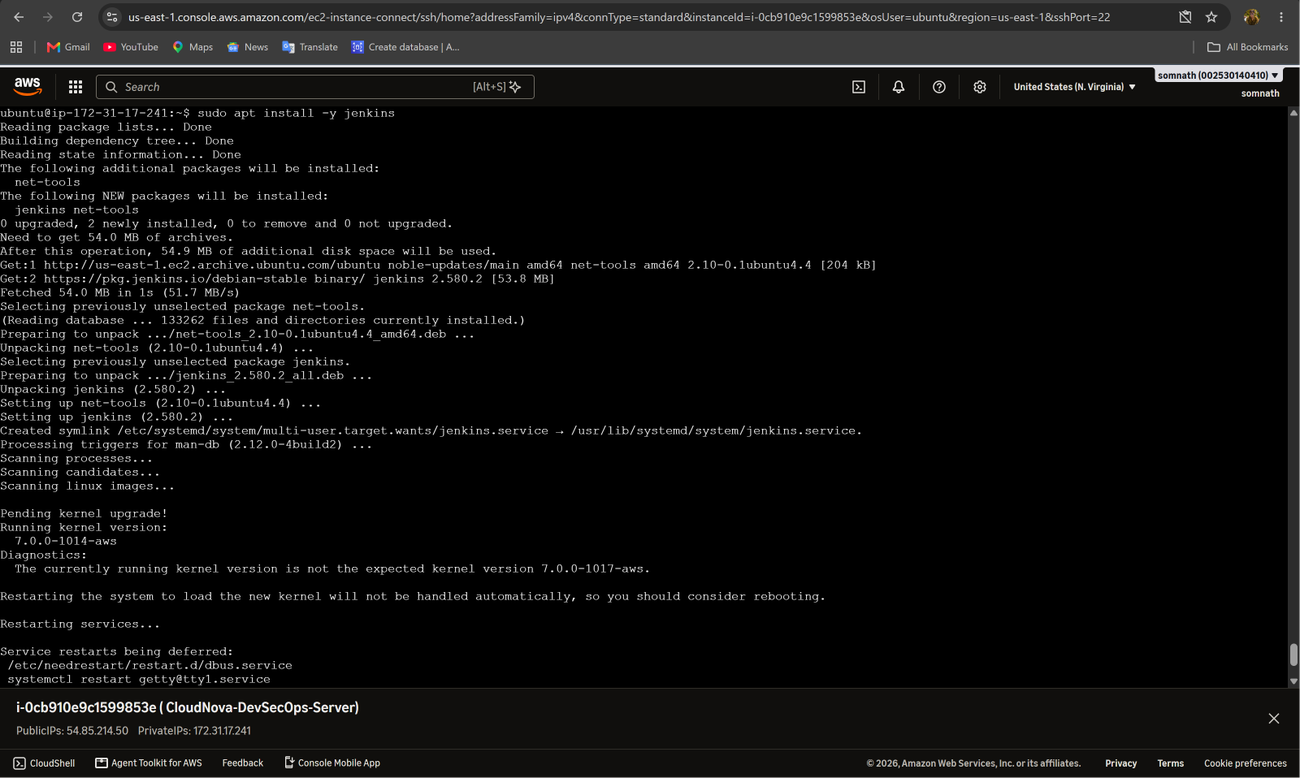 us-east-1.console.aws.amazon.com/ec2-instance-connect/ssh/home?addressFamily=ipv4&connType=standard&instanceId=i-0cb910e9c1599853e&osUser=ubuntu&region=us-east-1&sshPort=22
Gmail YouTube Maps News Translate Create database | A... All Bookmarks
aws Search [Alt+S] United States (N. Virginia) ▼ somnath (002530140410) ▼
somnath
ubuntu@ip-172-31-17-241:~$ sudo apt install -y jenkins
Reading package lists... Done
Building dependency tree... Done
Reading state information... Done
The following additional packages will be installed:
  net-tools
The following NEW packages will be installed:
  jenkins net-tools
0 upgraded, 2 newly installed, 0 to remove and 0 not upgraded.
Need to get 54.0 MB of archives.
After this operation, 54.9 MB of additional disk space will be used.
Get:1 http://us-east-1.ec2.archive.ubuntu.com/ubuntu noble-updates/main amd64 net-tools amd64 2.10-0.1ubuntu4.4 [204 kB]
Get:2 https://pkg.jenkins.io/debian-stable binary/ jenkins 2.580.2 [53.8 MB]
Fetched 54.0 MB in 1s (51.7 MB/s)
Selecting previously unselected package net-tools.
(Reading database ... 133262 files and directories currently installed.)
Preparing to unpack .../net-tools_2.10-0.1ubuntu4.4_amd64.deb ...
Unpacking net-tools (2.10-0.1ubuntu4.4) ...
Selecting previously unselected package jenkins.
Preparing to unpack .../jenkins_2.580.2_all.deb ...
Unpacking jenkins (2.580.2) ...
Setting up net-tools (2.10-0.1ubuntu4.4) ...
Setting up jenkins (2.580.2) ...
Created symlink /etc/systemd/system/multi-user.target.wants/jenkins.service → /usr/lib/systemd/system/jenkins.service.
Processing triggers for man-db (2.12.0-4build2) ...
Scanning processes...
Scanning candidates...
Scanning linux images...
Pending kernel upgrade!
Running kernel version:
  7.0.0-1014-aws
Diagnostics:
  The currently running kernel version is not the expected kernel version 7.0.0-1017-aws.
Restarting the system to load the new kernel will not be handled automatically, so you should consider rebooting.
Restarting services...
Service restarts being deferred:
 /etc/needrestart/restart.d/dbus.service
 systemctl restart getty@tty1.service
i-0cb910e9c1599853e ( CloudNova-DevSecOps-Server)
PublicIPs: 54.85.214.50 PrivateIPs: 172.31.17.241
CloudShell Agent Toolkit for AWS Feedback Console Mobile App © 2026, Amazon Web Services, Inc. or its affiliates. Privacy Terms Cookie preferences